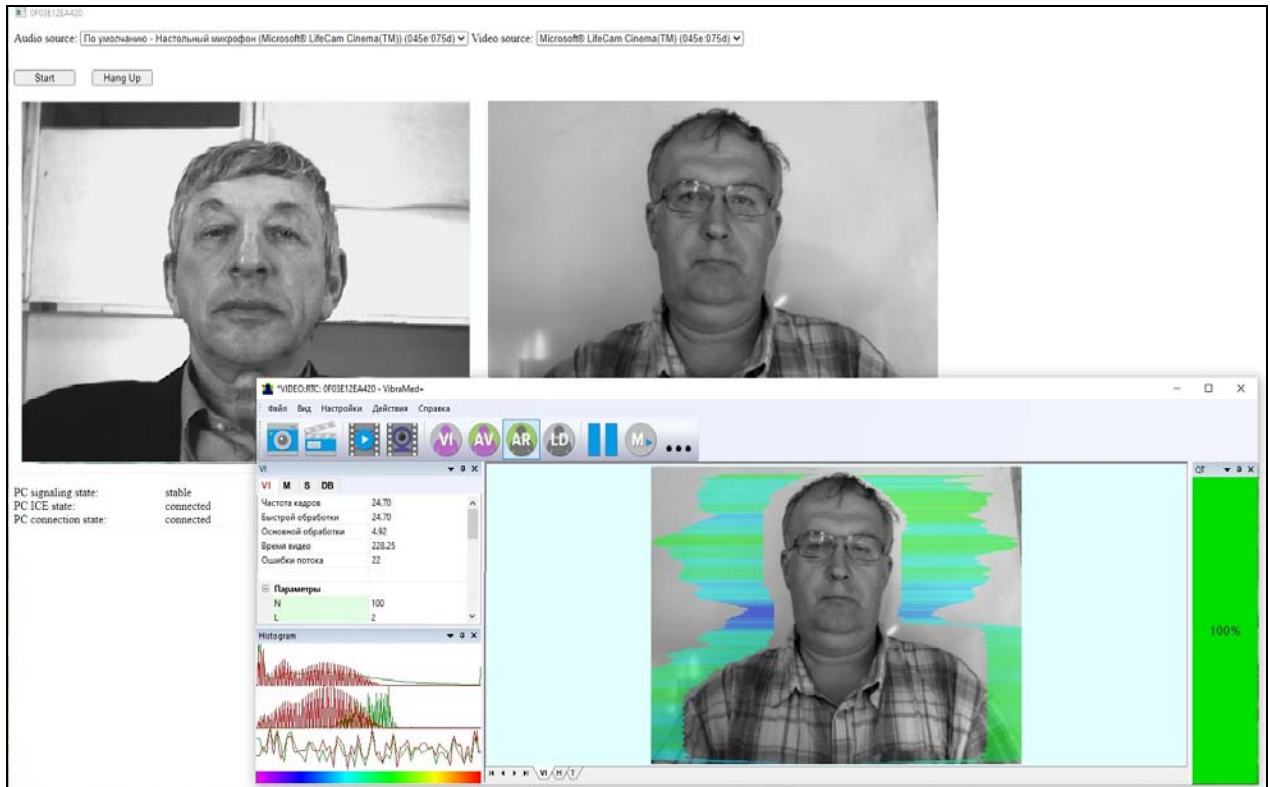 0F03E12EA420
Audio source: По умолчанию - Настольный микрофон (Microsoft® LifeCam Cinema(TM)) (045e:075d) Video source: Microsoft® LifeCam Cinema(TM) (045e:075d)
Start Hang Up
*VIDEO:RTC: 0F03E12EA420 - VibraMed+
Файл Вид Настройки Действия Справка
VI AV AR LD M
VI
VI M S DB
Частота кадров 24.70
Быстрой обработки 24.70
Основной обработки 4.92
Время видео 228.25
Ошибки потока 22
Параметры
N 100
L 2
Histogram
QT
100%
VI M T
PC signaling state: stable
PC ICE state: connected
PC connection state: connected